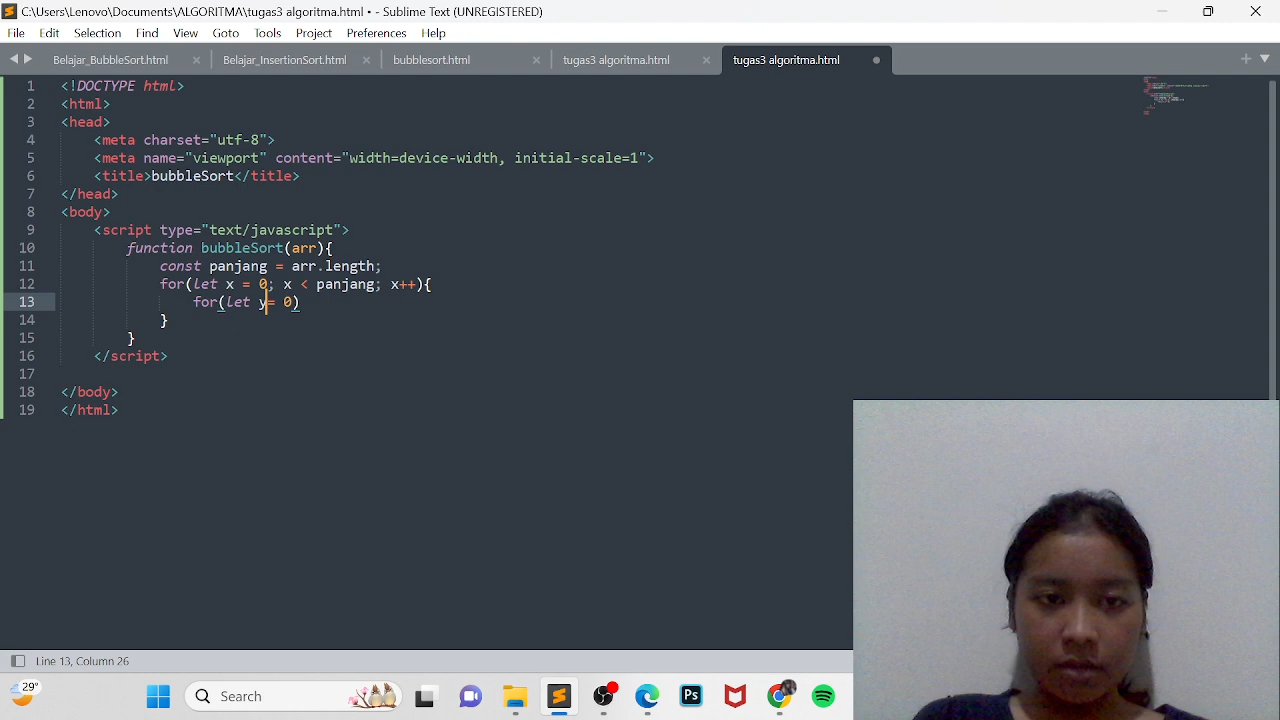 C:\Users\Lenovo\Documents\ALGORITMA\tugas3 algoritma.html • - Sublime Text (UNREGISTERED)
File Edit Selection Find View Goto Tools Project Preferences Help
Belajar_BubbleSort.html × Belajar_InsertionSort.html × bubblesort.html × tugas3 algoritma.html × tugas3 algoritma.html
1 <!DOCTYPE html>
2 <html>
3 <head>
4 <meta charset="utf-8">
5 <meta name="viewport" content="width=device-width, initial-scale=1">
6 <title>bubbleSort</title>
7 </head>
8 <body>
9 <script type="text/javascript">
10 function bubbleSort(arr){
11 const panjang = arr.length;
12 for(let x = 0; x < panjang; x++){
13 for(let y= 0)
14 }
15 }
16 </script>
17
18 </body>
19 </html>
Line 13, Column 26
29°
Search
Ps